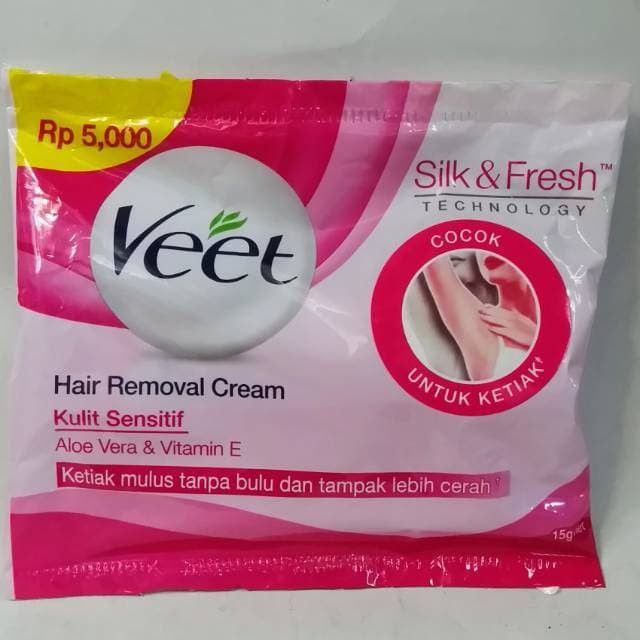 Rp 5,000
Veet
Silk & Fresh™
TECHNOLOGY
COCOK
UNTUK KETIAK†
Hair Removal Cream
Kulit Sensitif
Aloe Vera & Vitamin E
Ketiak mulus tanpa bulu dan tampak lebih cerah†
15g